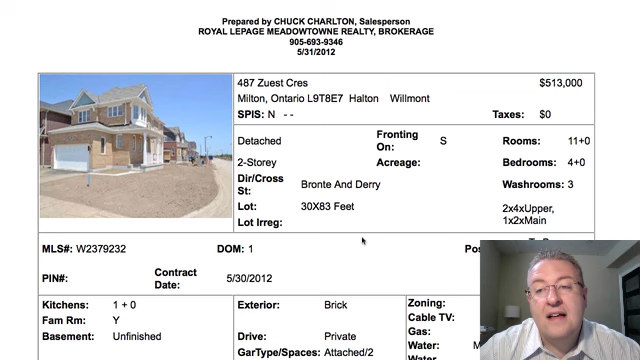 Prepared by CHUCK CHARLTON, Salesperson
ROYAL LEPAGE MEADOWTOWNE REALTY, BROKERAGE
905-693-9346
5/31/2012
487 Zuest Cres $513,000
Milton, Ontario L9T8E7 Halton Willmont
SPIS: N - - Taxes: $0
Detached Fronting On: S Rooms: 11+0
2-Storey Acreage: Bedrooms: 4+0
Dir/Cross St: Bronte And Derry Washrooms: 3
Lot: 30X83 Feet 2x4xUpper,
Lot Irreg: 1x2xMain
MLS#: W2379232 DOM: 1
PIN#: Contract Date: 5/30/2012
Kitchens: 1 + 0 Exterior: Brick Zoning:
Fam Rm: Y Cable TV:
Basement: Unfinished Drive: Private Gas:
GarType/Spaces: Attached/2 Water:
Water